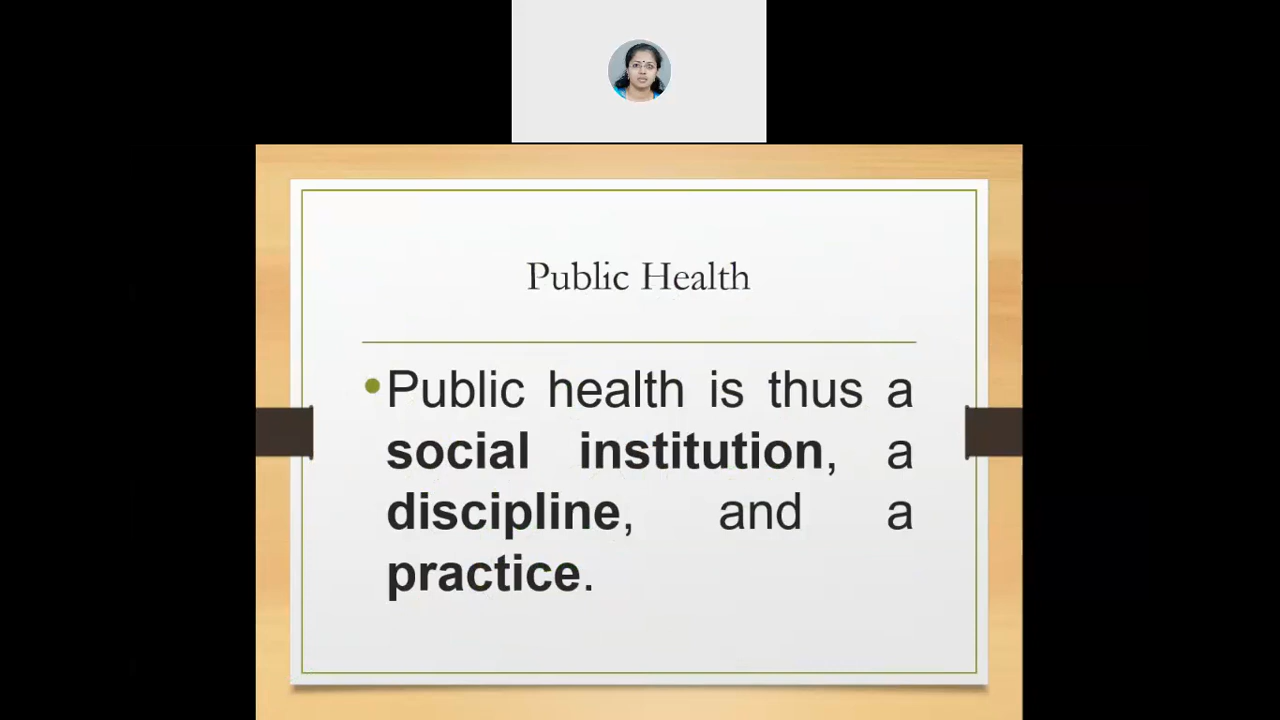 Public Health
•Public health is thus a
social institution, a
discipline, and a
practice.